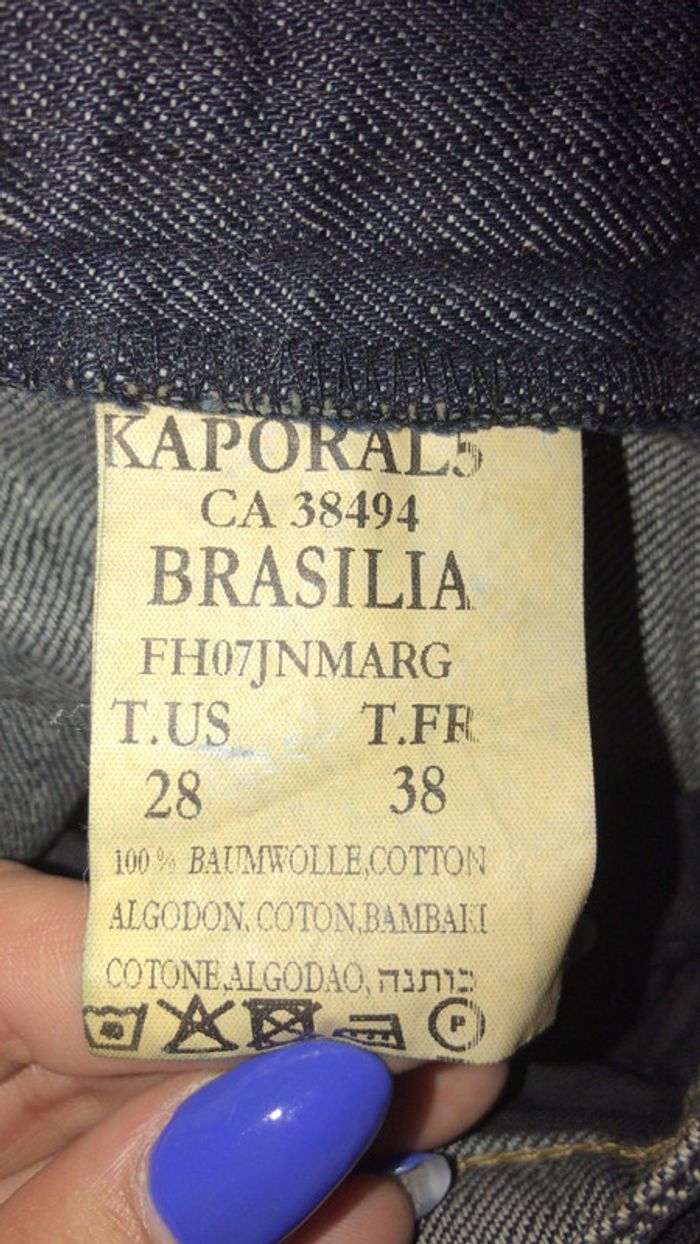 KAPORAL5
CA 38494
BRASILIA
FH07JNMARG
T.US T.FR
28 38
100 % BAUMWOLLE,COTTON
ALGODON, COTON,BAMBAKI
COTONE,ALGODAO, כותנה
P